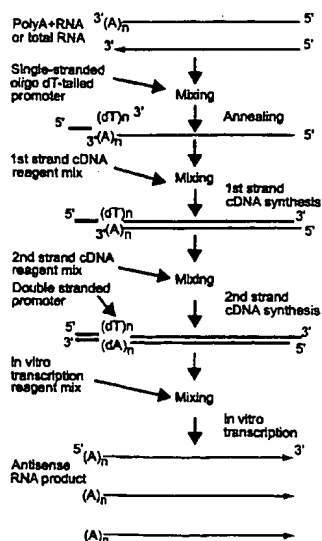 PolyA+RNA
or total RNA
3'(A)n 5'
3'
Single-stranded
oligo dT-tailed
promoter
Mixing
Annealing
5' (dT)n 3'
3'(A)n 5'
1st strand cDNA
reagent mix
Mixing
1st strand
cDNA synthesis
5' (dT)n 3'
3'(A)n 5'
2nd strand cDNA
reagent mix
Mixing
Double stranded
promoter
2nd strand
cDNA synthesis
5' (dT)n 3'
3' (dA)n 5'
In vitro
transcription
reagent mix
Mixing
In vitro
transcription
5' (A)n 3'
Antisense
RNA product
(A)n
(A)n